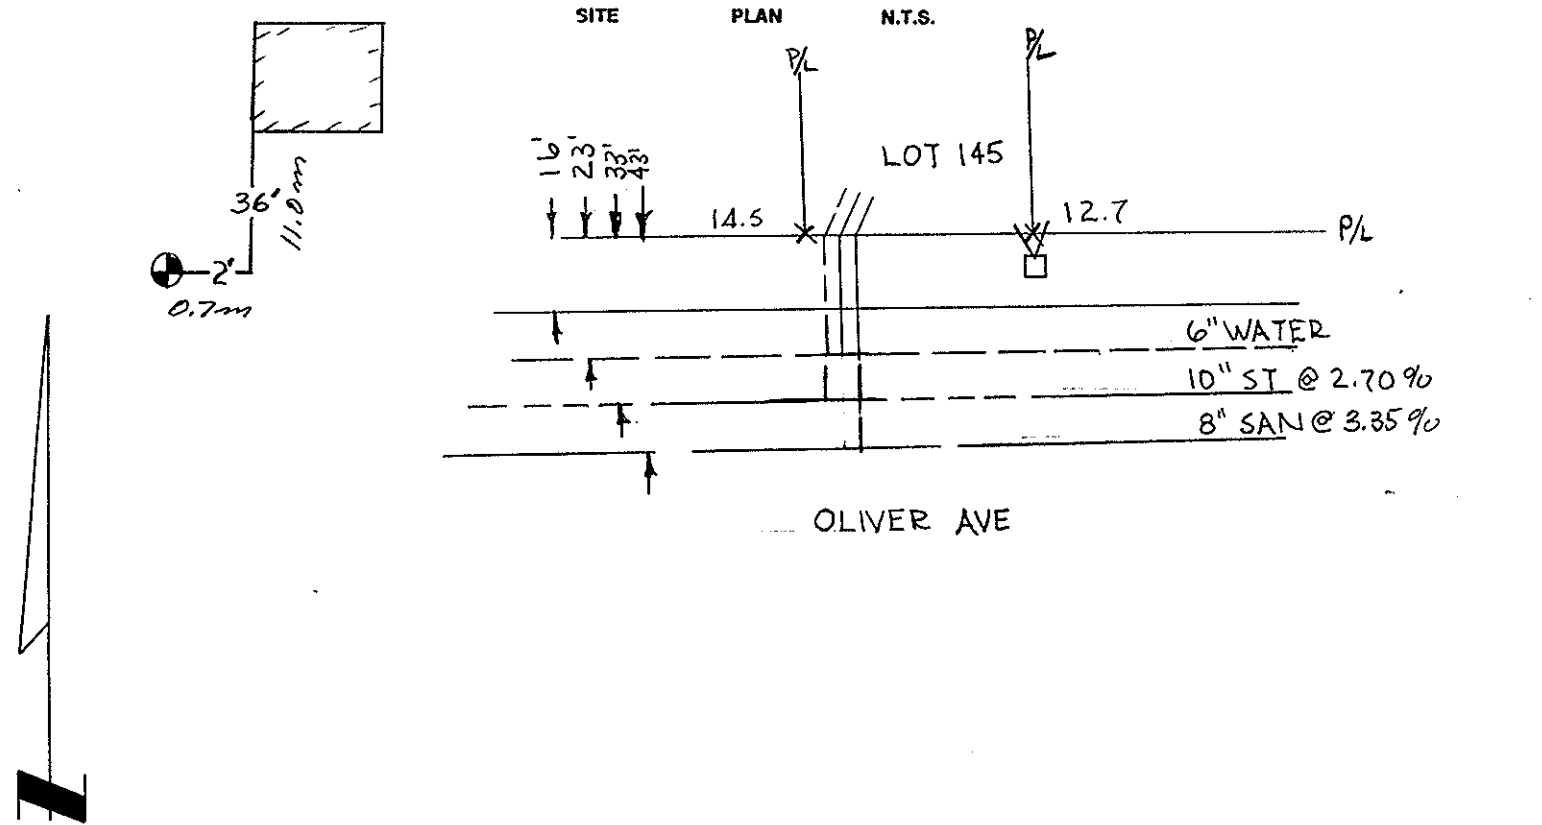 SITE PLAN N.T.S.
P/L
P/L
16' 23' 33' 43'
LOT 145
36'
11.0m
14.5
12.7
P/L
2'
0.7m
6" WATER
10" ST @ 2.70%
8" SAN @ 3.35%
OLIVER AVE
N